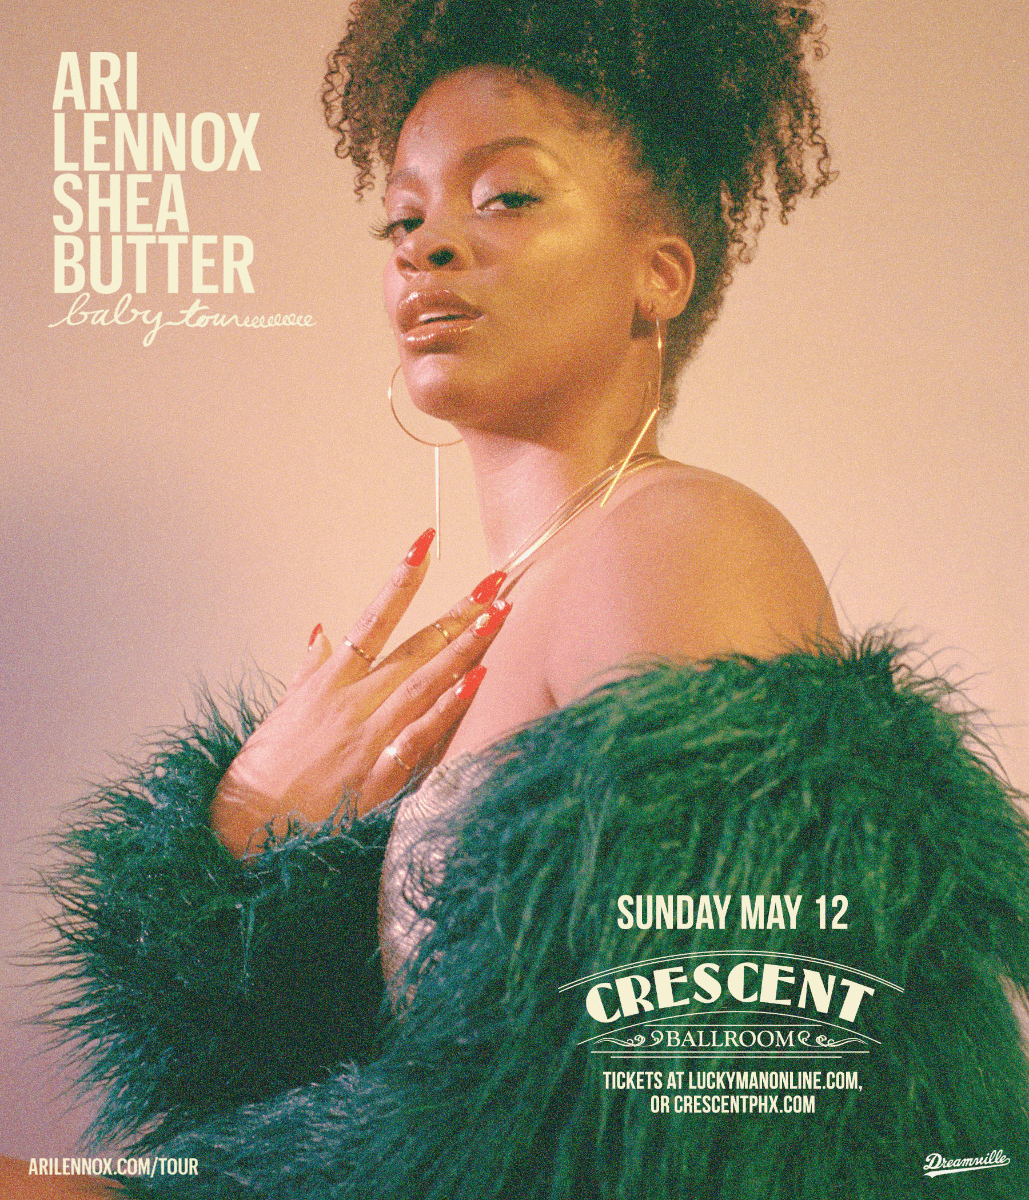 ARI
LENNOX
SHEA
BUTTER
baby toureeeeeee
SUNDAY MAY 12
CRESCENT
BALLROOM
TICKETS AT LUCKYMANONLINE.COM,
OR CRESCENTPHX.COM
ARILENNOX.COM/TOUR
Dreamville